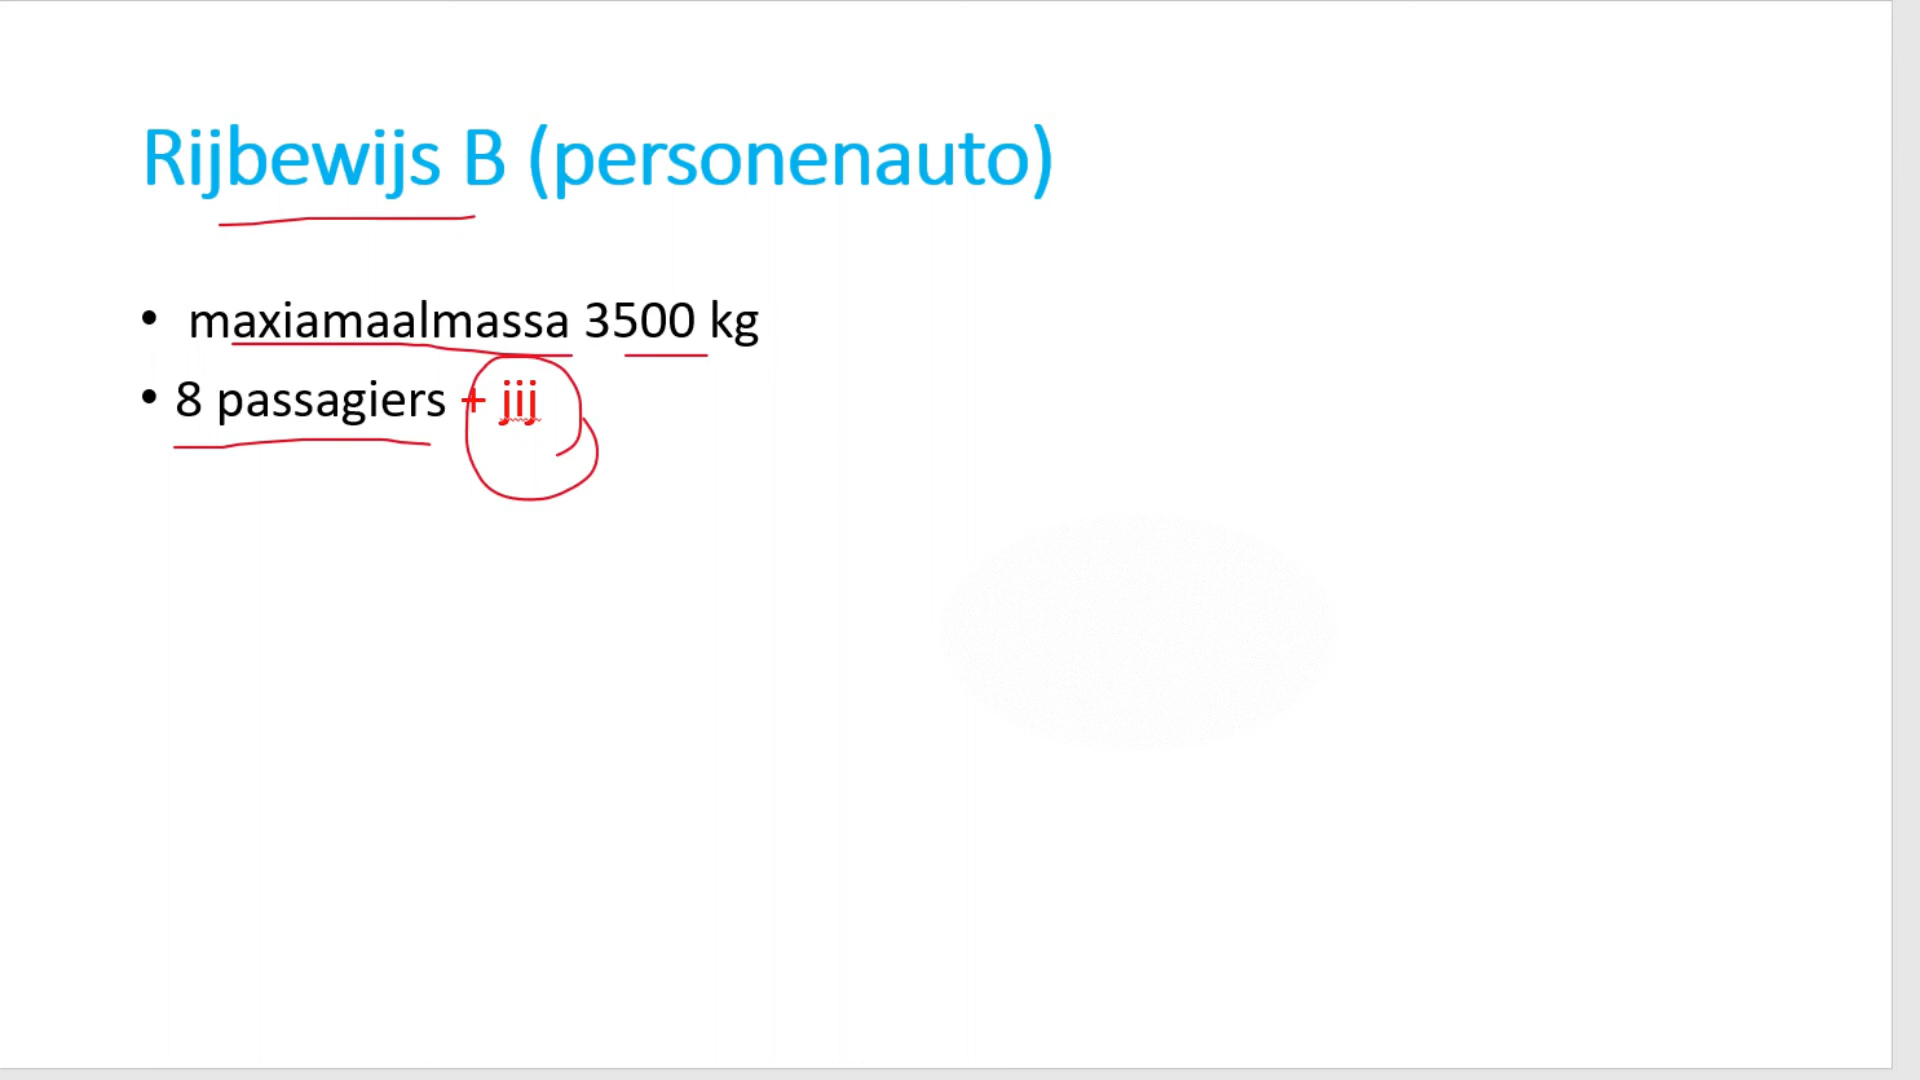 Rijbewijs B (personenauto)
• maxiamaalmassa 3500 kg
• 8 passagiers + jij